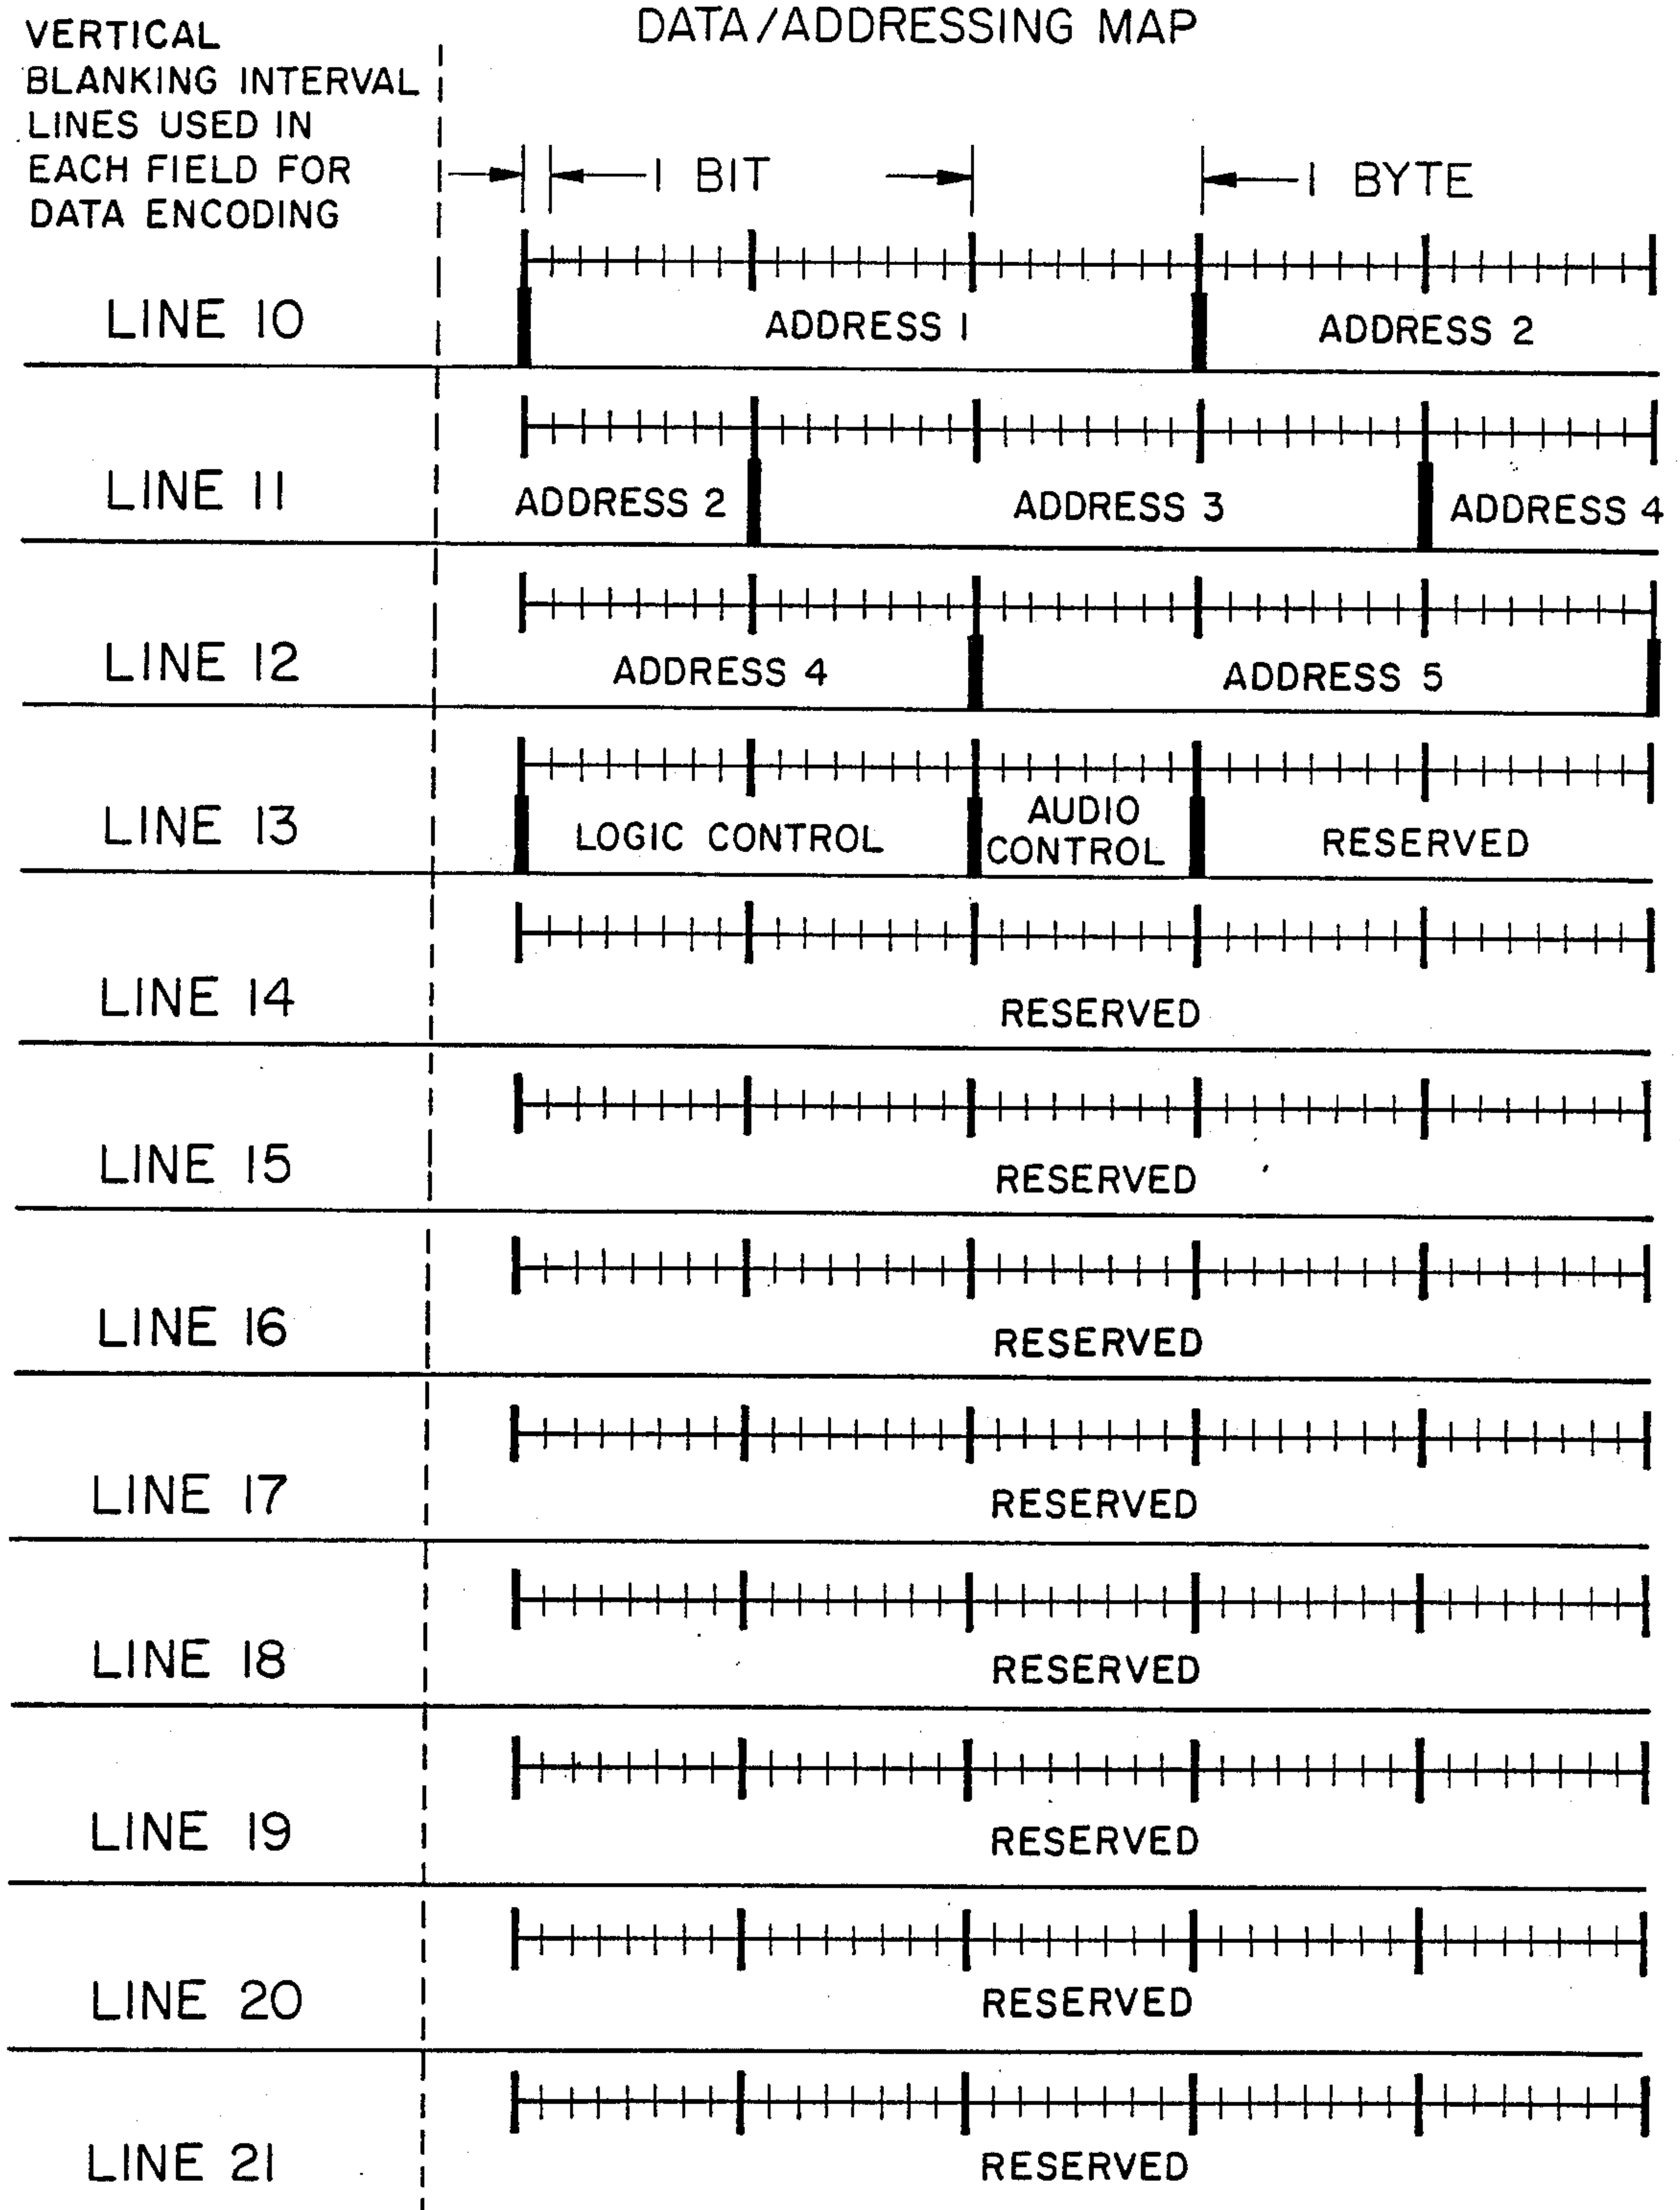 DATA/ADDRESSING MAP
VERTICAL
BLANKING INTERVAL
LINES USED IN
EACH FIELD FOR
DATA ENCODING
1 BIT
1 BYTE
LINE 10
ADDRESS 1
ADDRESS 2
LINE 11
ADDRESS 2
ADDRESS 3
ADDRESS 4
LINE 12
ADDRESS 4
ADDRESS 5
LINE 13
LOGIC CONTROL
AUDIO
CONTROL
RESERVED
LINE 14
RESERVED
LINE 15
RESERVED
LINE 16
RESERVED
LINE 17
RESERVED
LINE 18
RESERVED
LINE 19
RESERVED
LINE 20
RESERVED
LINE 21
RESERVED